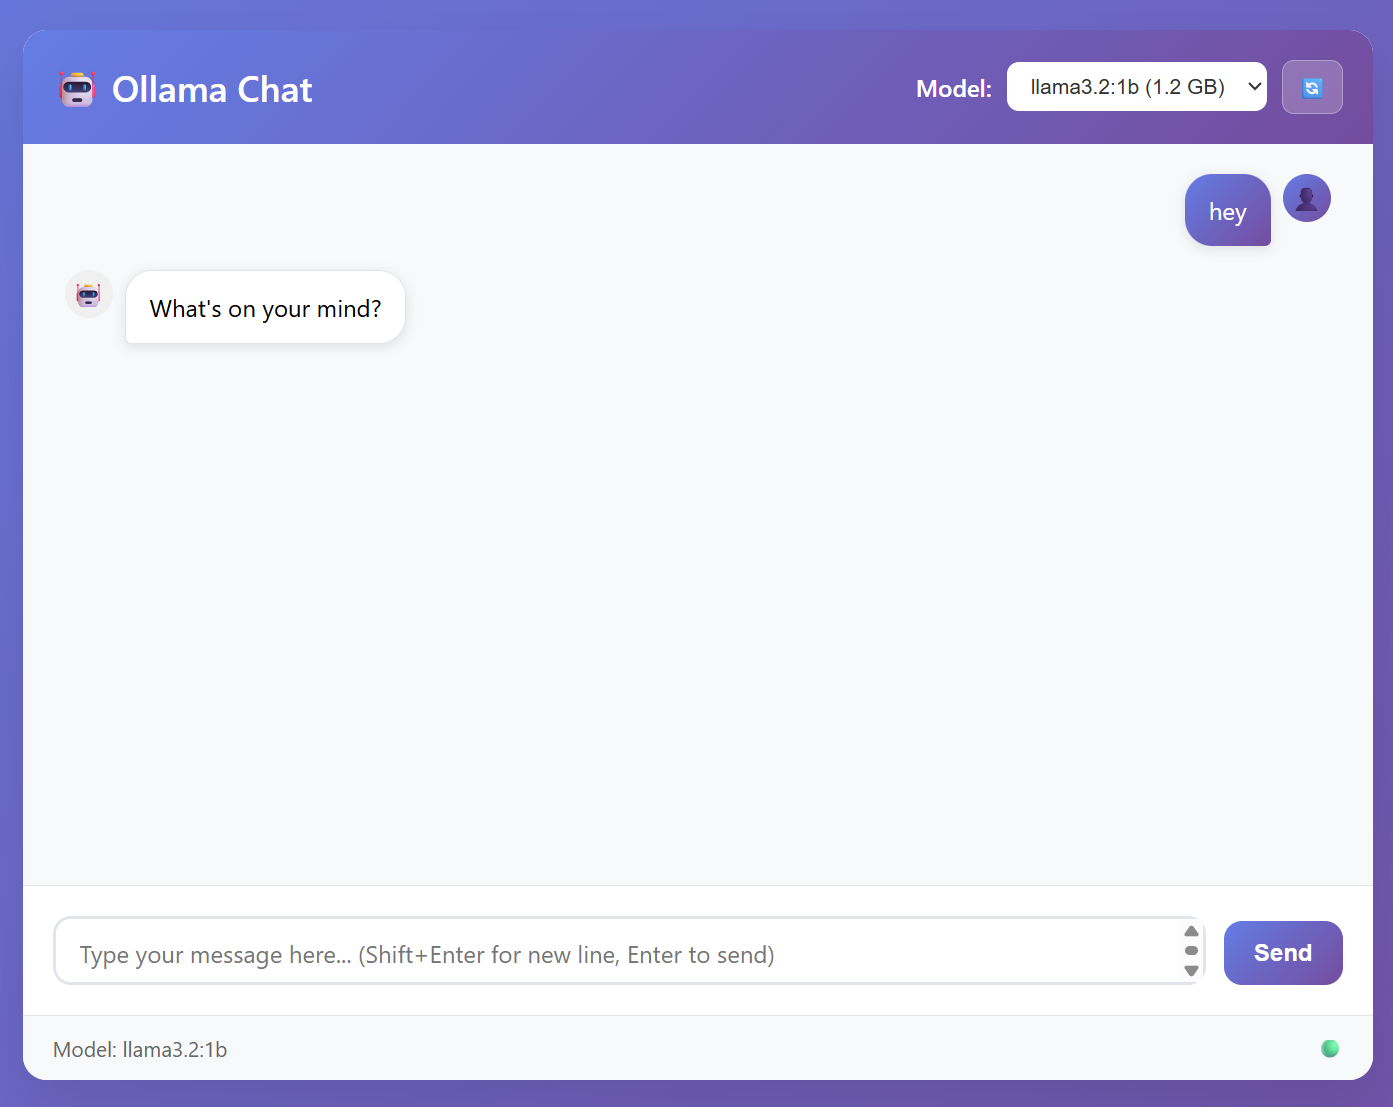 Ollama Chat
Model: llama3.2:1b (1.2 GB)
hey
What's on your mind?
Type your message here... (Shift+Enter for new line, Enter to send)
Send
Model: llama3.2:1b